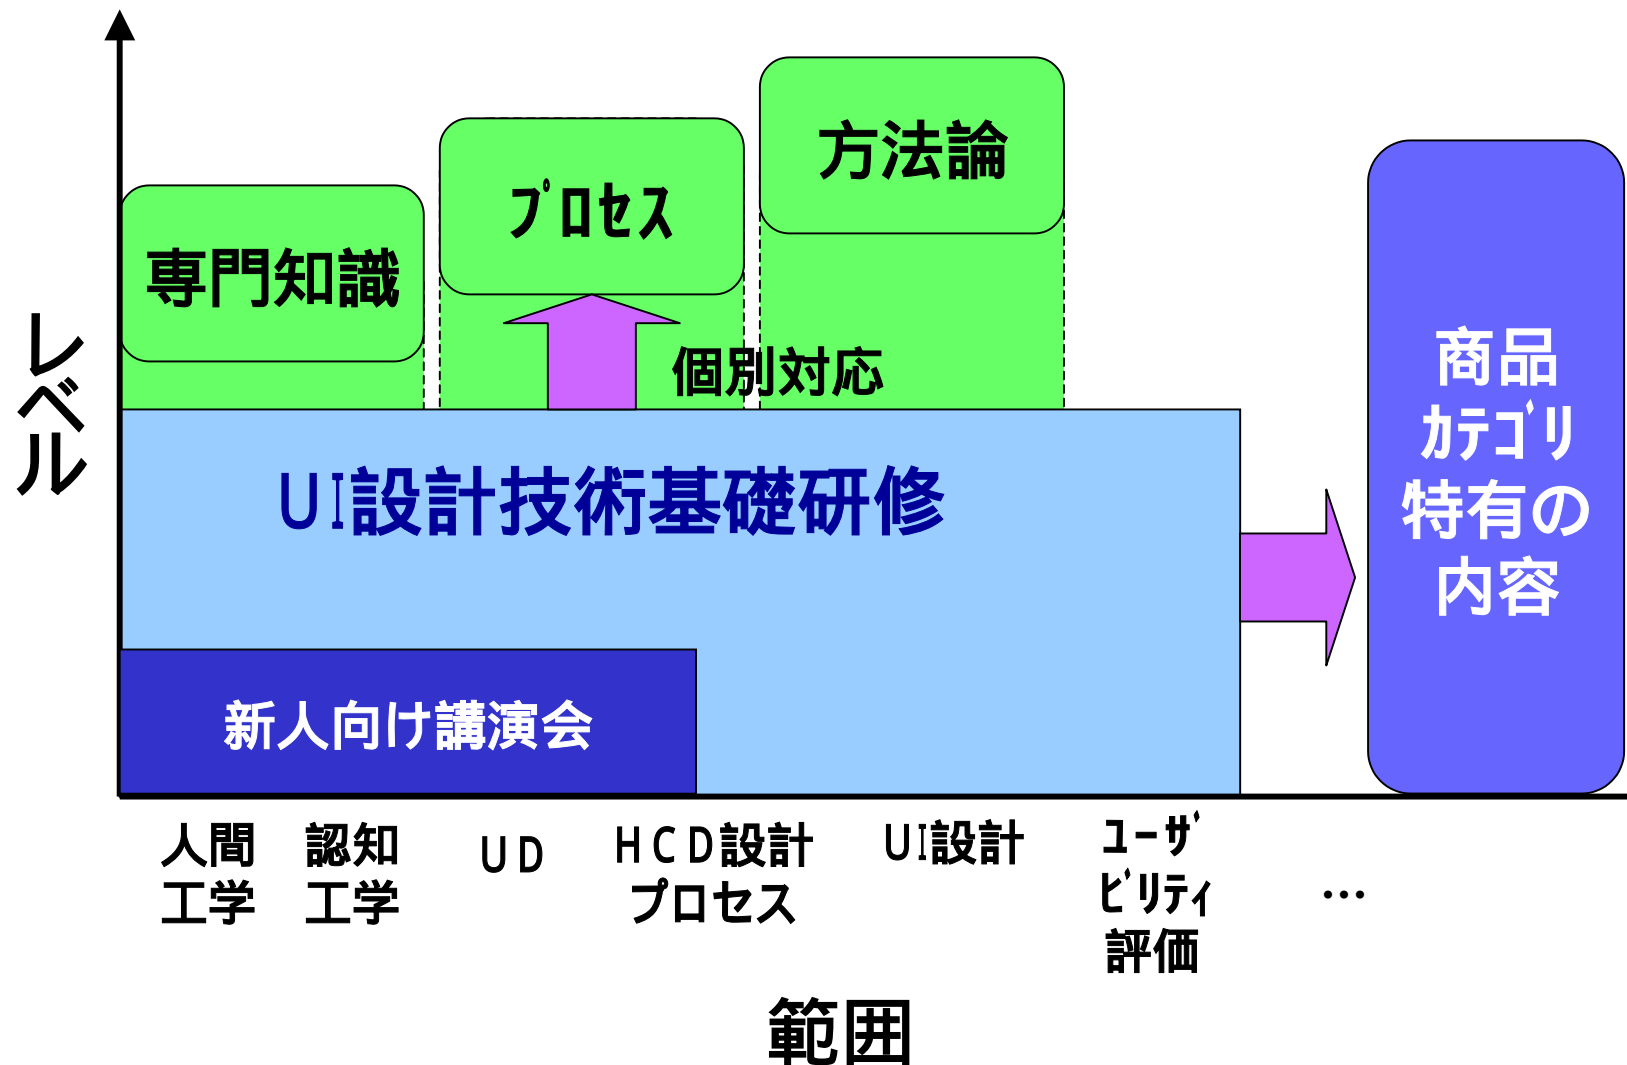 レベル
専門知識
ﾌﾟﾛｾｽ
方法論
個別対応
UI設計技術基礎研修
新人向け講演会
商品
ｶﾃｺﾞﾘ
特有の
内容
人間
工学
認知
工学
UD
HCD設計
プロセス
UI設計
ﾕｰｻﾞ
ﾋﾞﾘﾃｨ
評価
…
範囲